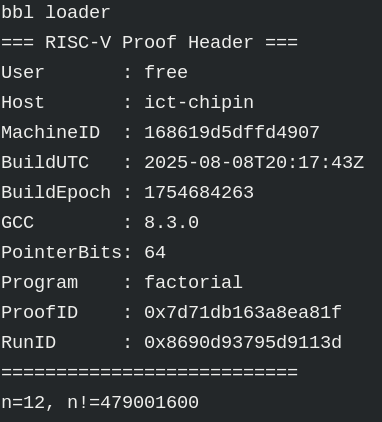 bbl loader
=== RISC-V Proof Header ===
User       : free
Host       : ict-chipin
MachineID  : 168619d5dffd4907
BuildUTC   : 2025-08-08T20:17:43Z
BuildEpoch : 1754684263
GCC        : 8.3.0
PointerBits: 64
Program    : factorial
ProofID    : 0x7d71db163a8ea81f
RunID      : 0x8690d93795d9113d
===========================
n=12, n!=479001600